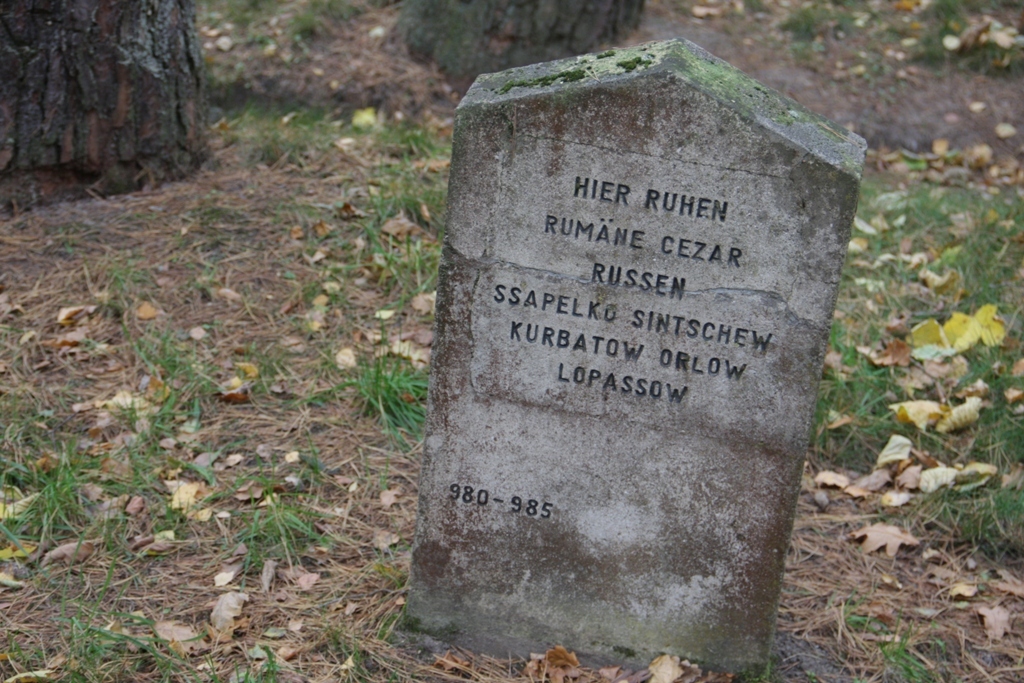 HIER RUHEN
RUMÄNE CEZAR
RUSSEN
SSAPELKO SINTSCHEW
KURBATOW ORLOW
LOPASSOW
980-985